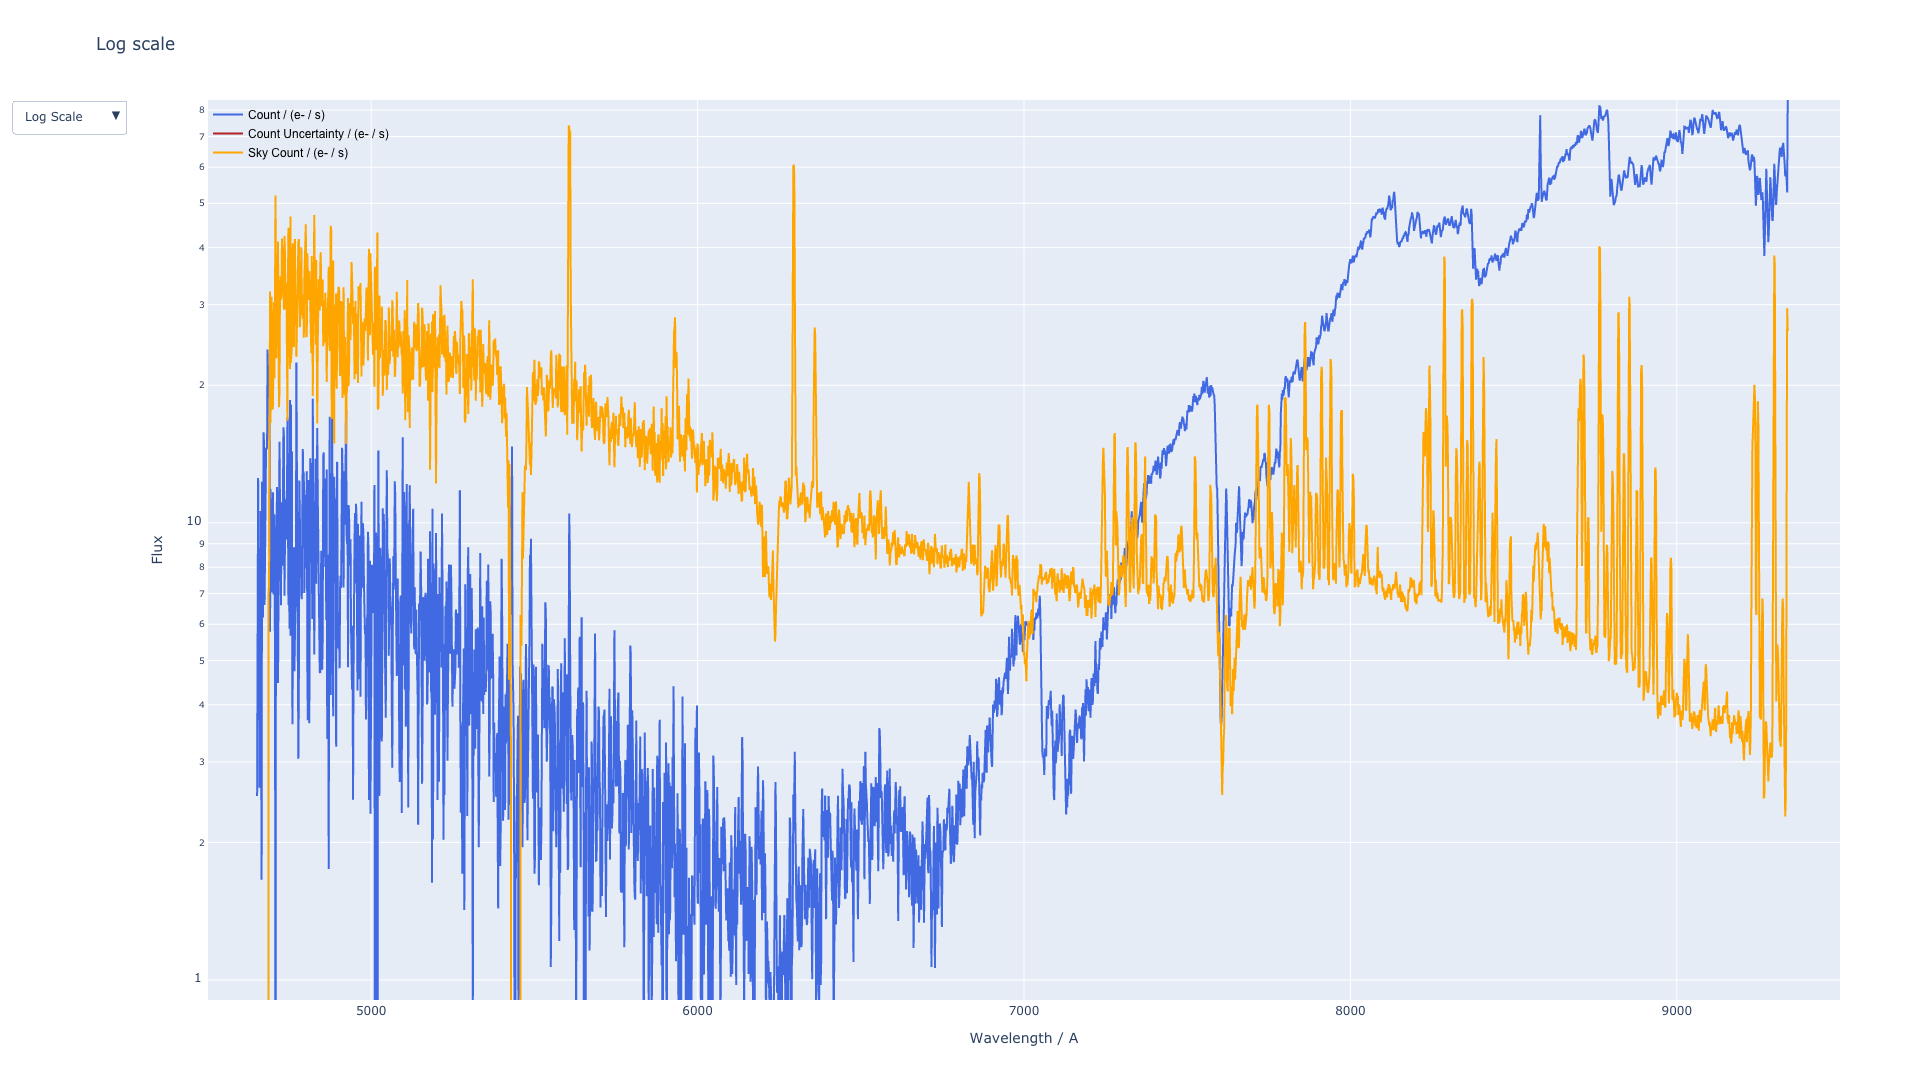 Log scale
Log Scale ▼
Count / (e- / s)
Count Uncertainty / (e- / s)
Sky Count / (e- / s)
8
7
6
5
4
3
2
10
9
8
7
6
5
4
3
2
1
Flux
5000 6000 7000 8000 9000
Wavelength / A